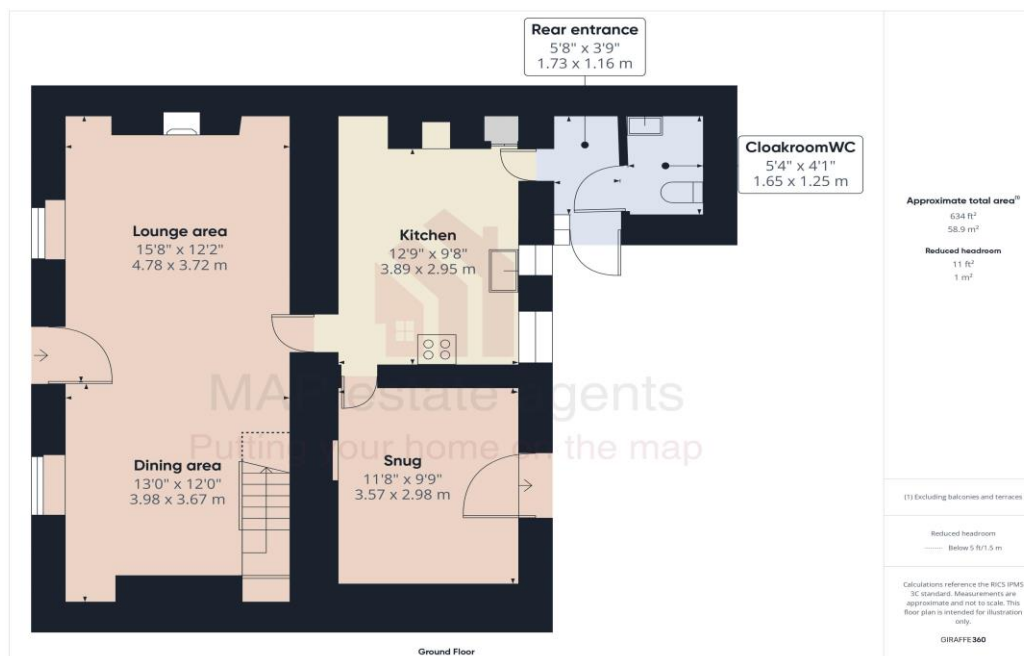 Rear entrance
5'8" x 3'9"
1.73 x 1.16 m
CloakroomWC
5'4" x 4'1"
1.65 x 1.25 m
Lounge area
15'8" x 12'2"
4.78 x 3.72 m
Kitchen
12'9" x 9'8"
3.89 x 2.95 m
MAP estate agents
Putting your home on the map
Dining area
13'0" x 12'0"
3.98 x 3.67 m
Snug
11'8" x 9'9"
3.57 x 2.98 m
Ground Floor
Approximate total area(1)
634 ft²
58.9 m²
Reduced headroom
11 ft²
1 m²
(1) Excluding balconies and terraces
Reduced headroom
Below 5 ft/1.5 m
Calculations reference the RICS IPMS
3C standard. Measurements are
approximate and not to scale. This
floor plan is intended for illustration
only.
GIRAFFE360